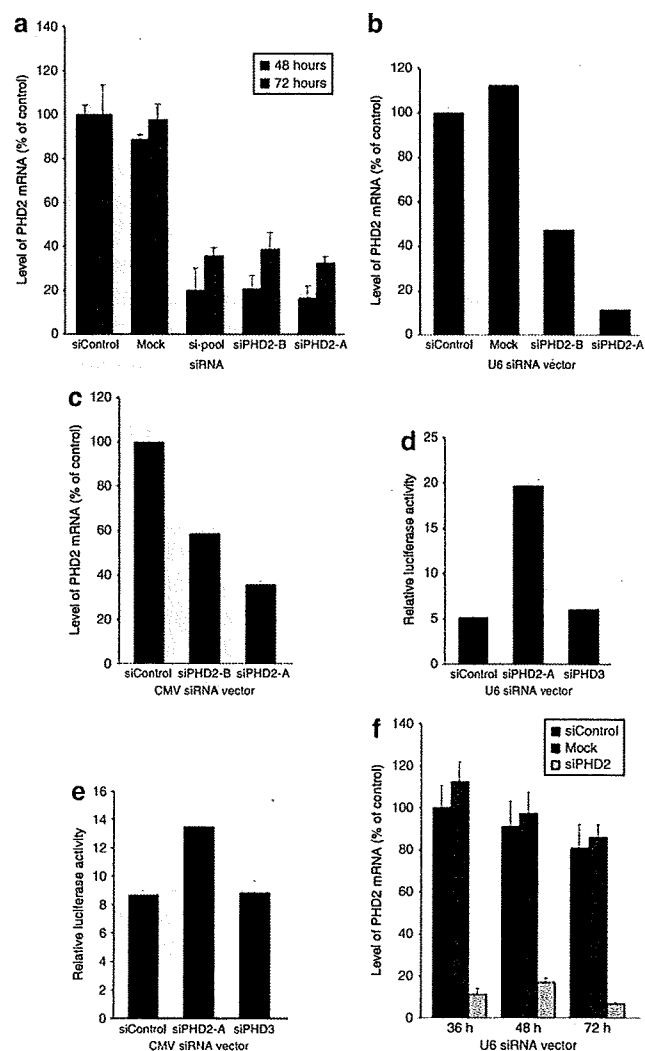 a
Level of PHD2 mRNA (% of control)
140
120
100
80
60
40
20
0
48 hours
72 hours
siControl Mock si-pool siPHD2-B siPHD2-A
siRNA
b
Level of PHD2 mRNA (% of control)
120
100
80
60
40
20
0
siControl Mock siPHD2-B siPHD2-A
U6 siRNA vector
c
Level of PHD2 mRNA (% of control)
120
100
80
60
40
20
0
siControl siPHD2-B siPHD2-A
CMV siRNA vector
d
Relative luciferase activity
25
20
15
10
5
0
siControl siPHD2-A siPHD3
U6 siRNA vector
e
Relative luciferase activity
16
14
12
10
8
6
4
2
0
siControl siPHD2-A siPHD3
CMV siRNA vector
f
Level of PHD2 mRNA (% of control)
140
120
100
80
60
40
20
0
siControl
Mock
siPHD2
36 h 48 h 72 h
U6 siRNA vector